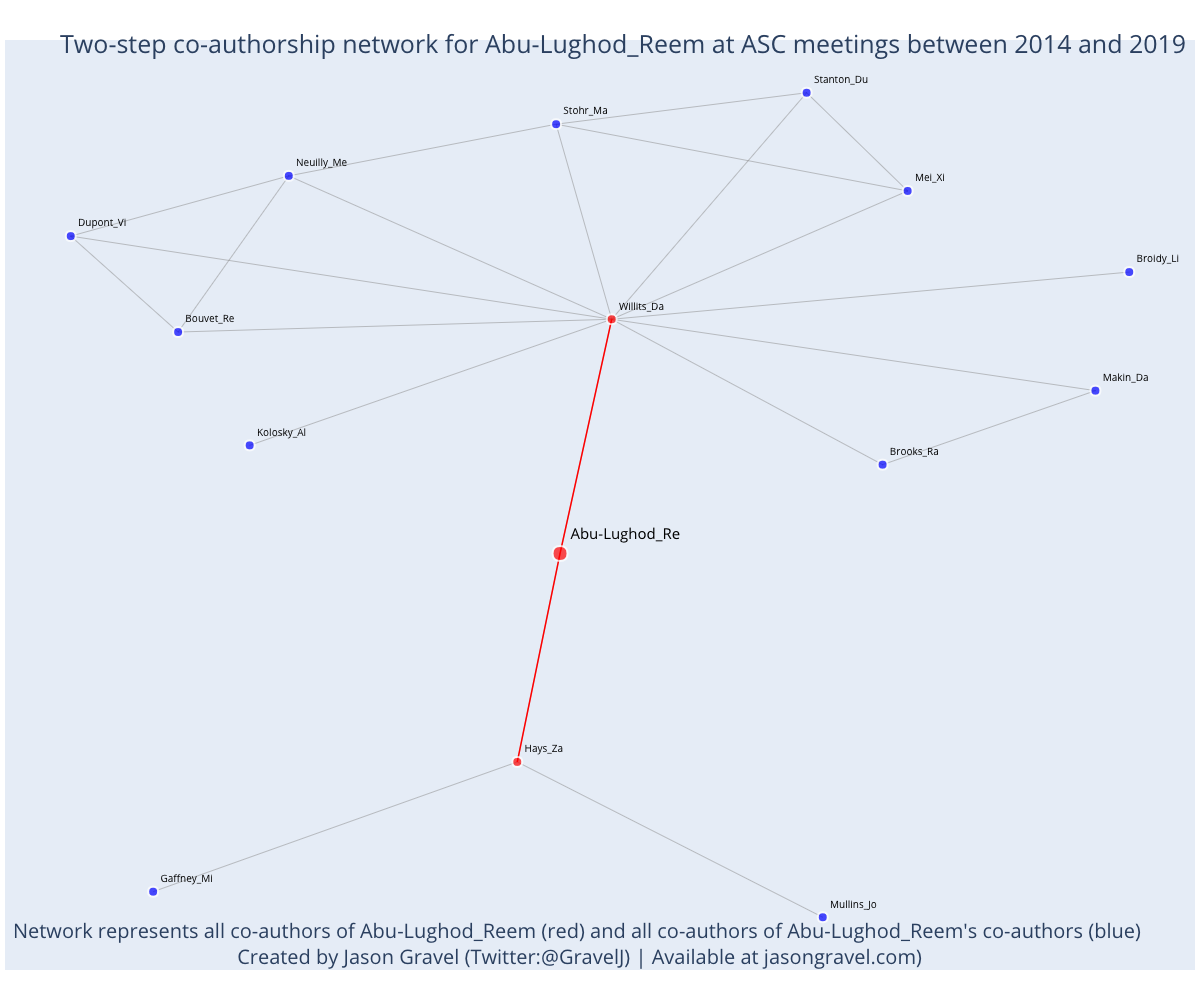 Two-step co-authorship network for Abu-Lughod_Reem at ASC meetings between 2014 and 2019
Stanton_Du
Stohr_Ma
Neuilly_Me
Mei_Xi
Dupont_Vi
Broidy_Li
Willits_Da
Bouvet_Re
Makin_Da
Kolosky_Al
Brooks_Ra
Abu-Lughod_Re
Hays_Za
Gaffney_Mi
Mullins_Jo
Network represents all co-authors of Abu-Lughod_Reem (red) and all co-authors of Abu-Lughod_Reem's co-authors (blue)
Created by Jason Gravel (Twitter:@GravelJ) | Available at jasongravel.com)